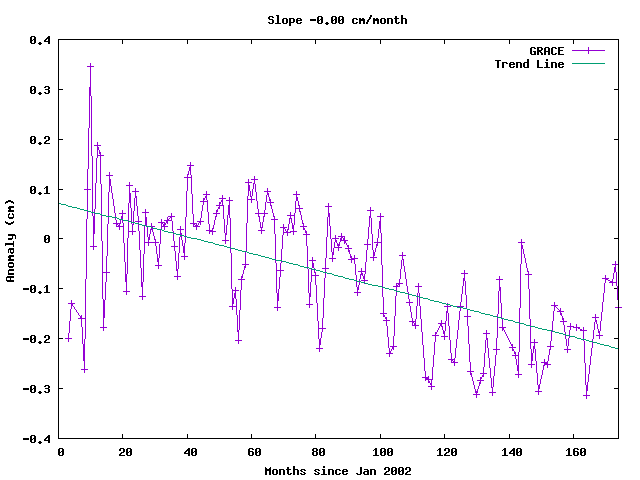 Slope -0.00 cm/month
GRACE
Trend Line
Anomaly (cm)
0.4
0.3
0.2
0.1
0
-0.1
-0.2
-0.3
-0.4
0 20 40 60 80 100 120 140 160
Months since Jan 2002